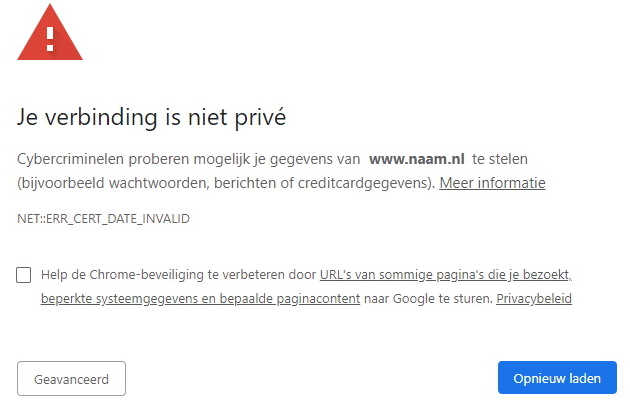 Je verbinding is niet privé
Cybercriminelen proberen mogelijk je gegevens van www.naam.nl te stelen
(bijvoorbeeld wachtwoorden, berichten of creditcardgegevens). Meer informatie
NET::ERR_CERT_DATE_INVALID
Help de Chrome-beveiliging te verbeteren door URL's van sommige pagina's die je bezoekt,
beperkte systeemgegevens en bepaalde paginacontent naar Google te sturen. Privacybeleid
Geavanceerd
Opnieuw laden